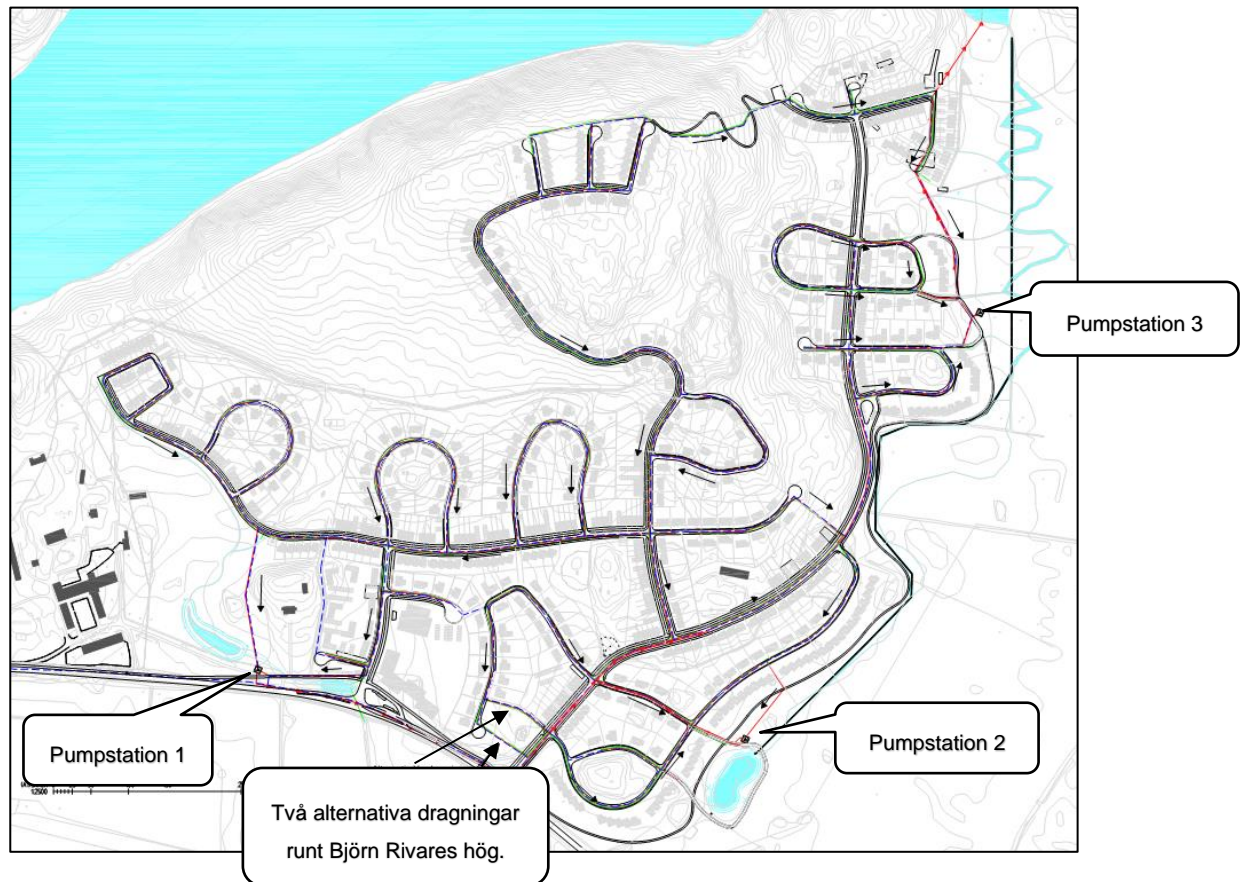 Pumpstation 3
Pumpstation 1
Pumpstation 2
Två alternativa dragningar
runt Björn Rivares hög.